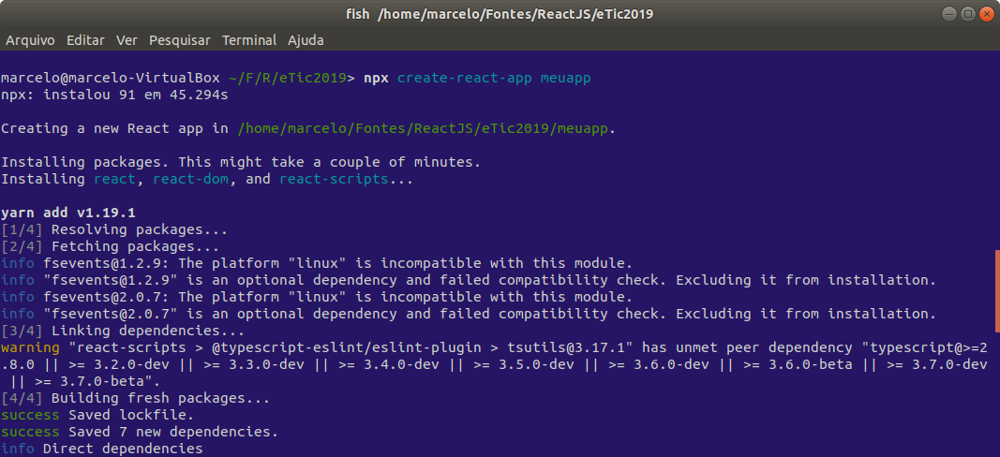 fish /home/marcelo/Fontes/ReactJS/eTic2019
Arquivo Editar Ver Pesquisar Terminal Ajuda
marcelo@marcelo-VirtualBox ~/F/R/eTic2019> npx create-react-app meuapp
npx: instalou 91 em 45.294s
Creating a new React app in /home/marcelo/Fontes/ReactJS/eTic2019/meuapp.
Installing packages. This might take a couple of minutes.
Installing react, react-dom, and react-scripts...
yarn add v1.19.1
[1/4] Resolving packages...
[2/4] Fetching packages...
info fsevents@1.2.9: The platform "linux" is incompatible with this module.
info "fsevents@1.2.9" is an optional dependency and failed compatibility check. Excluding it from installation.
info fsevents@2.0.7: The platform "linux" is incompatible with this module.
info "fsevents@2.0.7" is an optional dependency and failed compatibility check. Excluding it from installation.
[3/4] Linking dependencies...
warning "react-scripts > @typescript-eslint/eslint-plugin > tsutils@3.17.1" has unmet peer dependency "typescript@>=2
.8.0 || >= 3.2.0-dev || >= 3.3.0-dev || >= 3.4.0-dev || >= 3.5.0-dev || >= 3.6.0-dev || >= 3.6.0-beta || >= 3.7.0-dev
 || >= 3.7.0-beta".
[4/4] Building fresh packages...
success Saved lockfile.
success Saved 7 new dependencies.
info Direct dependencies